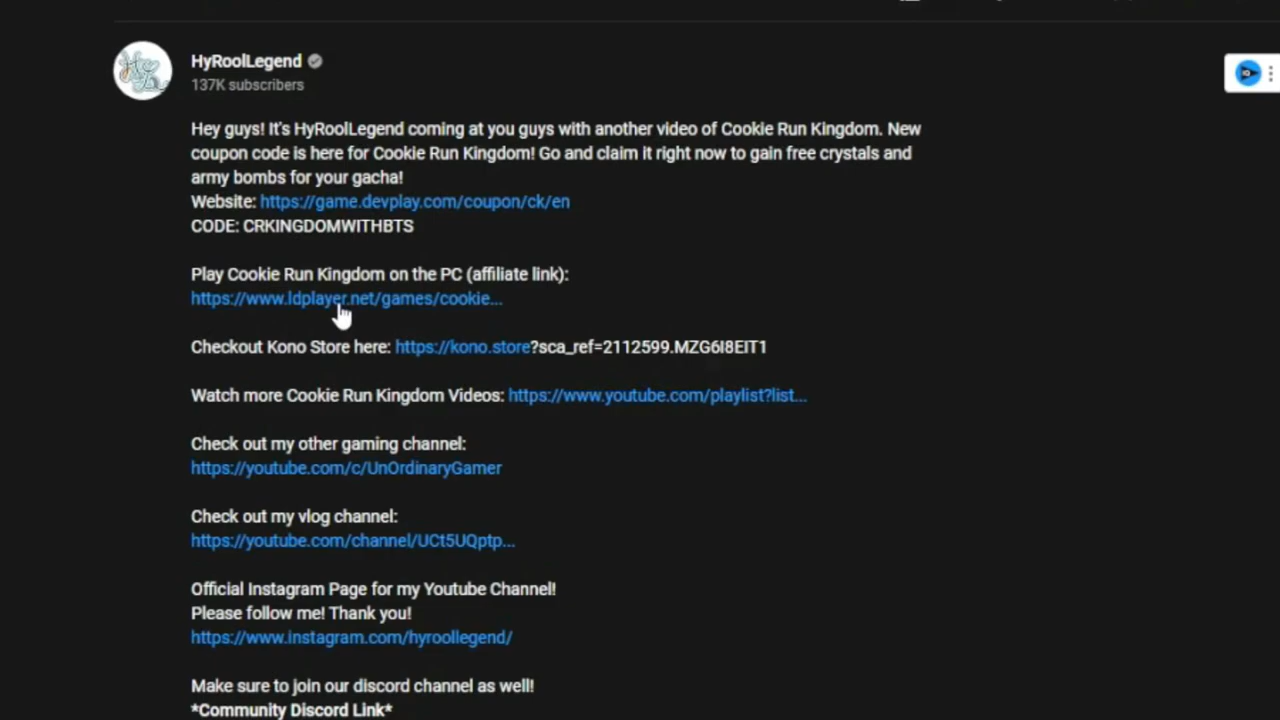 HyRoolLegend
137K subscribers
Hey guys! It's HyRoolLegend coming at you guys with another video of Cookie Run Kingdom. New
coupon code is here for Cookie Run Kingdom! Go and claim it right now to gain free crystals and
army bombs for your gacha!
Website: https://game.devplay.com/coupon/ck/en
CODE: CRKINGDOMWITHBTS
Play Cookie Run Kingdom on the PC (affiliate link):
https://www.ldplayer.net/games/cookie...
Checkout Kono Store here: https://kono.store?sca_ref=2112599.MZG6I8EIT1
Watch more Cookie Run Kingdom Videos: https://www.youtube.com/playlist?list...
Check out my other gaming channel:
https://youtube.com/c/UnOrdinaryGamer
Check out my vlog channel:
https://youtube.com/channel/UCt5UQptp...
Official Instagram Page for my Youtube Channel!
Please follow me! Thank you!
https://www.instagram.com/hyroollegend/
Make sure to join our discord channel as well!
*Community Discord Link*